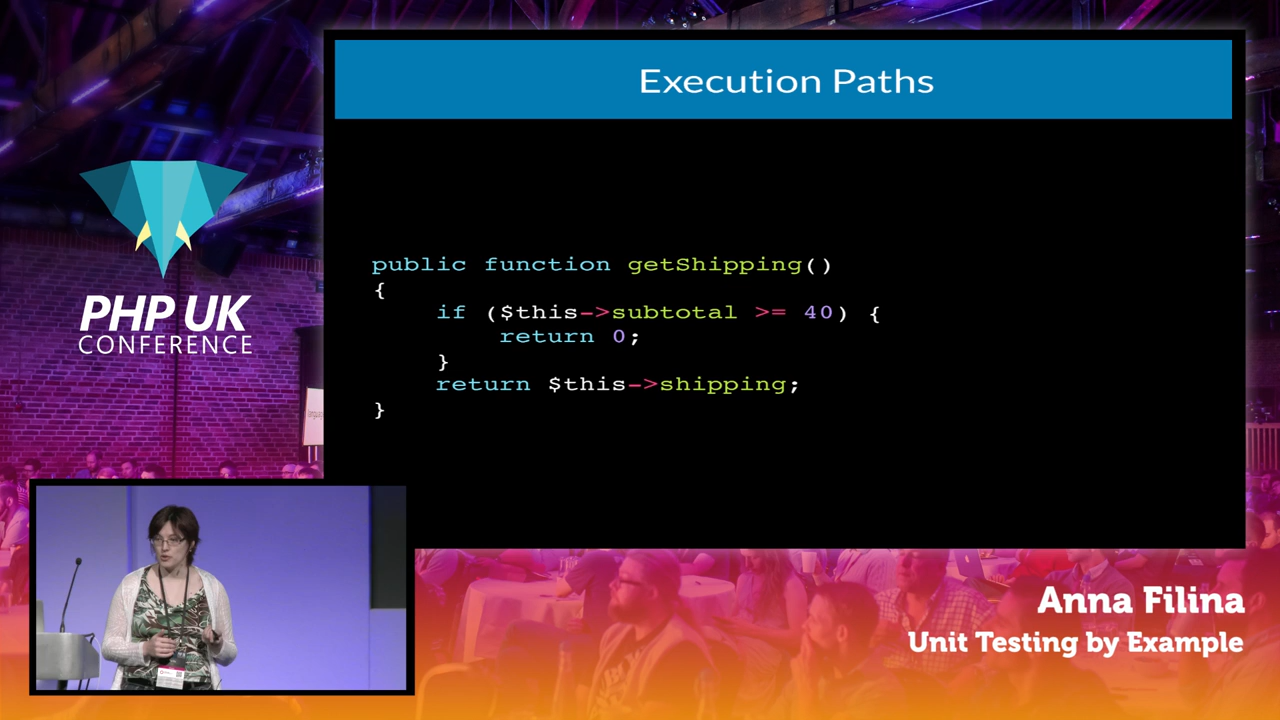 Execution Paths
public function getShipping()
{
    if ($this->subtotal >= 40) {
        return 0;
    }
    return $this->shipping;
}
PHP UK
CONFERENCE
Anna Filina
Unit Testing by Example